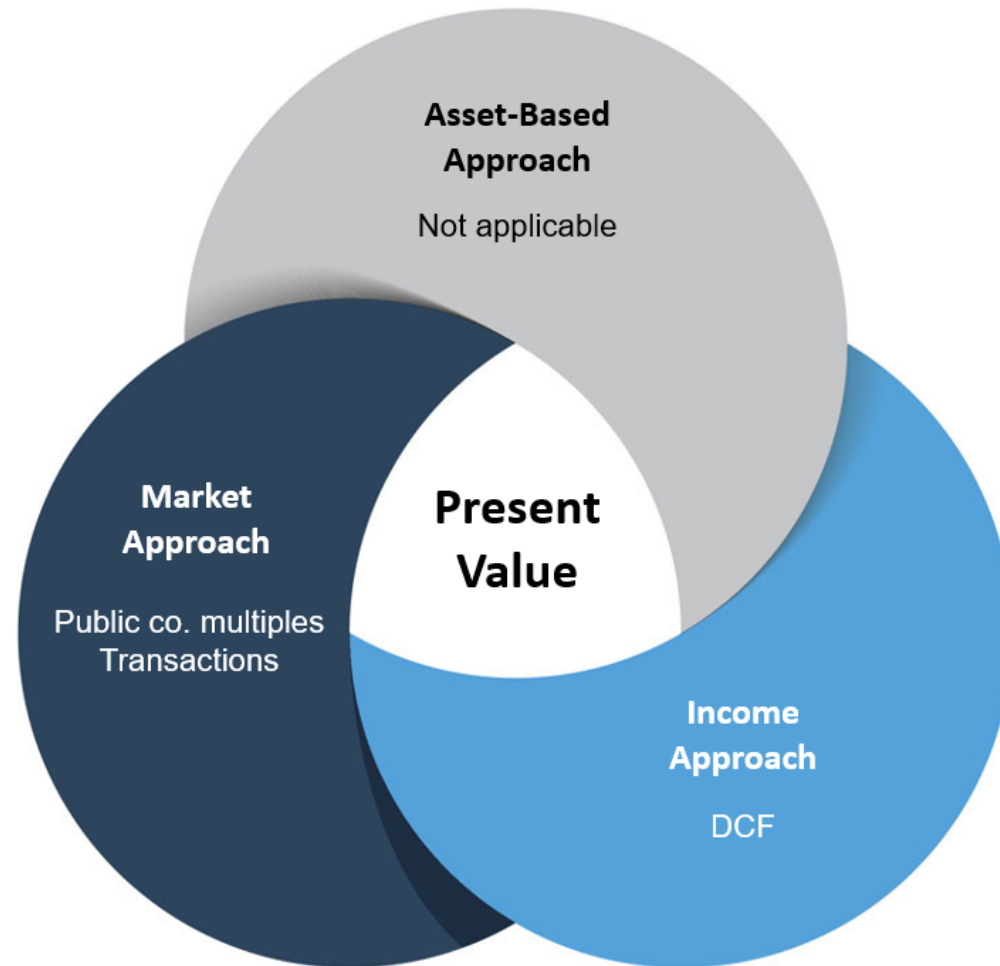 Asset-Based
Approach
Not applicable
Market
Approach
Public co. multiples
Transactions
Present
Value
Income
Approach
DCF